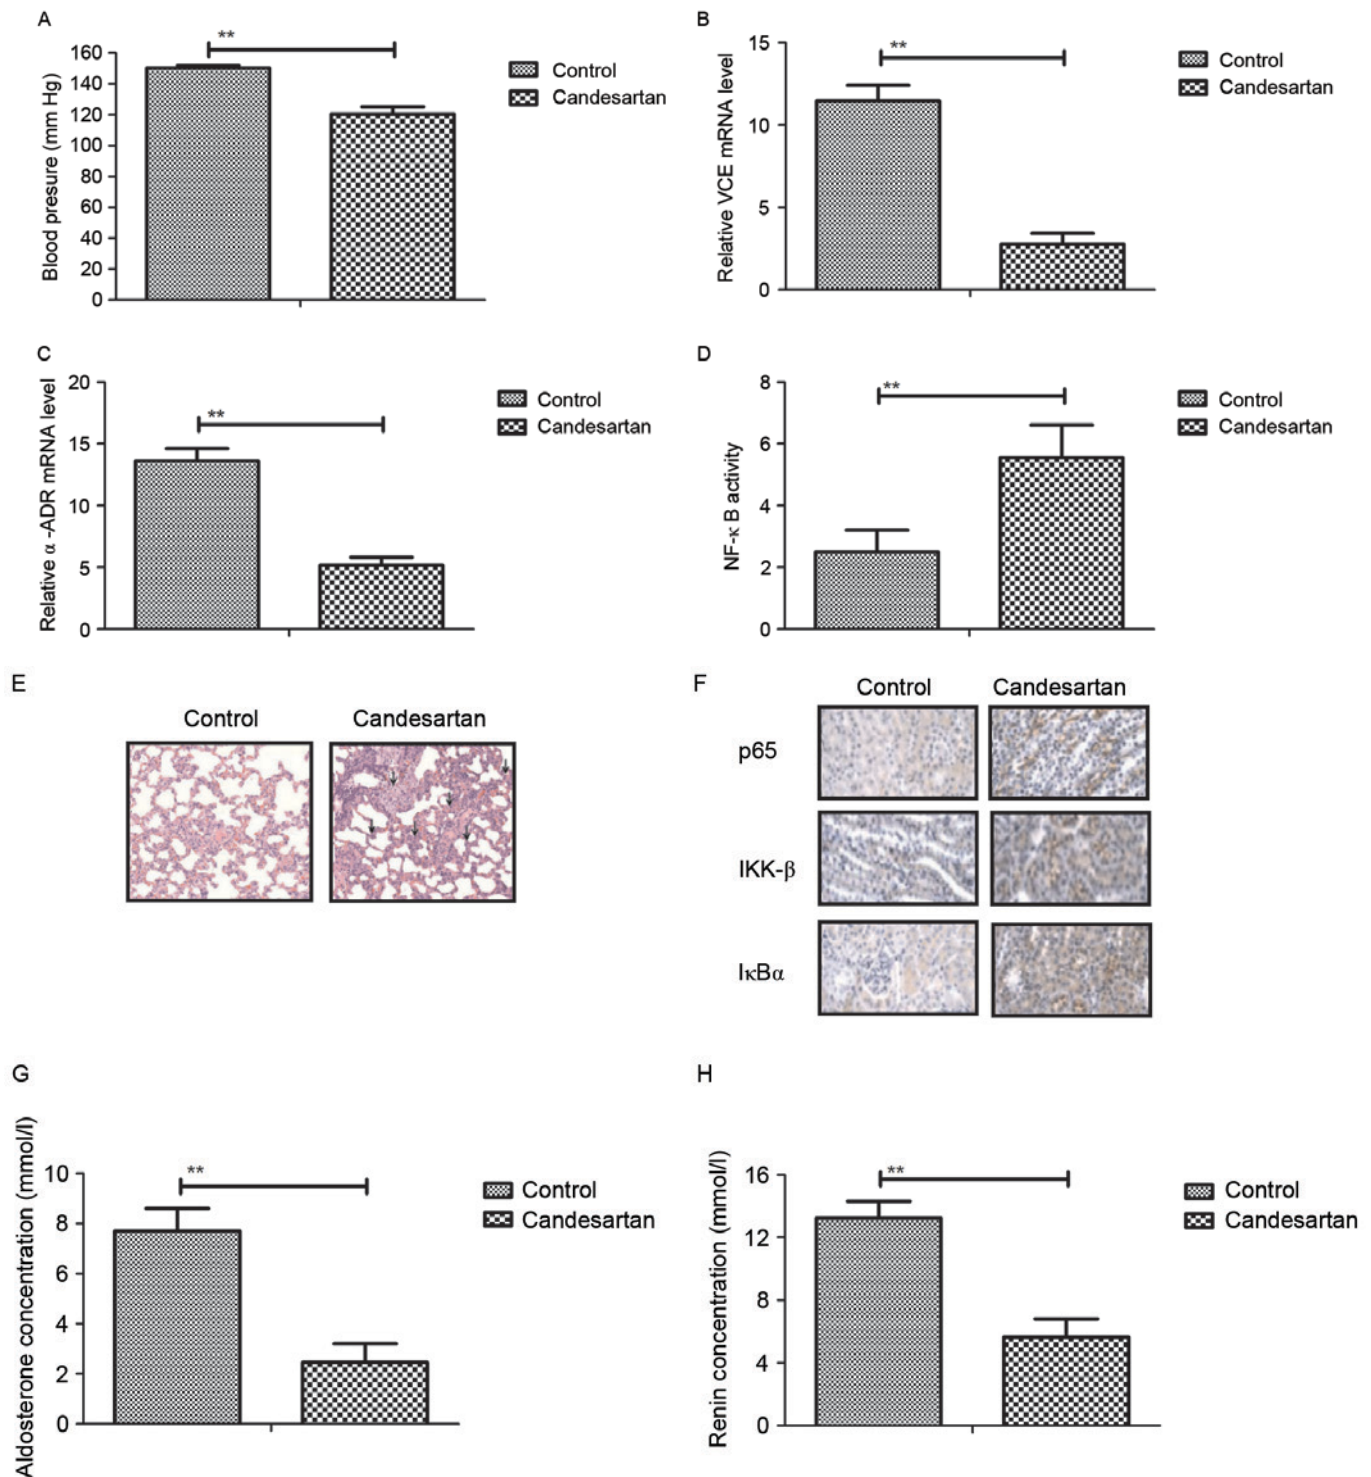 A
Blood presure (mm Hg)
160
140
120
100
80
60
40
20
0
**
Control
Candesartan
B
Relative VCE mRNA level
15
10
5
0
**
Control
Candesartan
C
Relative α -ADR mRNA level
20
15
10
5
0
**
Control
Candesartan
D
NF-κ B activity
8
6
4
2
0
**
Control
Candesartan
E
Control Candesartan
F
Control Candesartan
p65
IKK-β
IκBα
G
Aldosterone concentration (mmol/l)
10
8
6
4
2
0
**
Control
Candesartan
H
Renin concentration (mmol/l)
16
12
8
4
0
**
Control
Candesartan